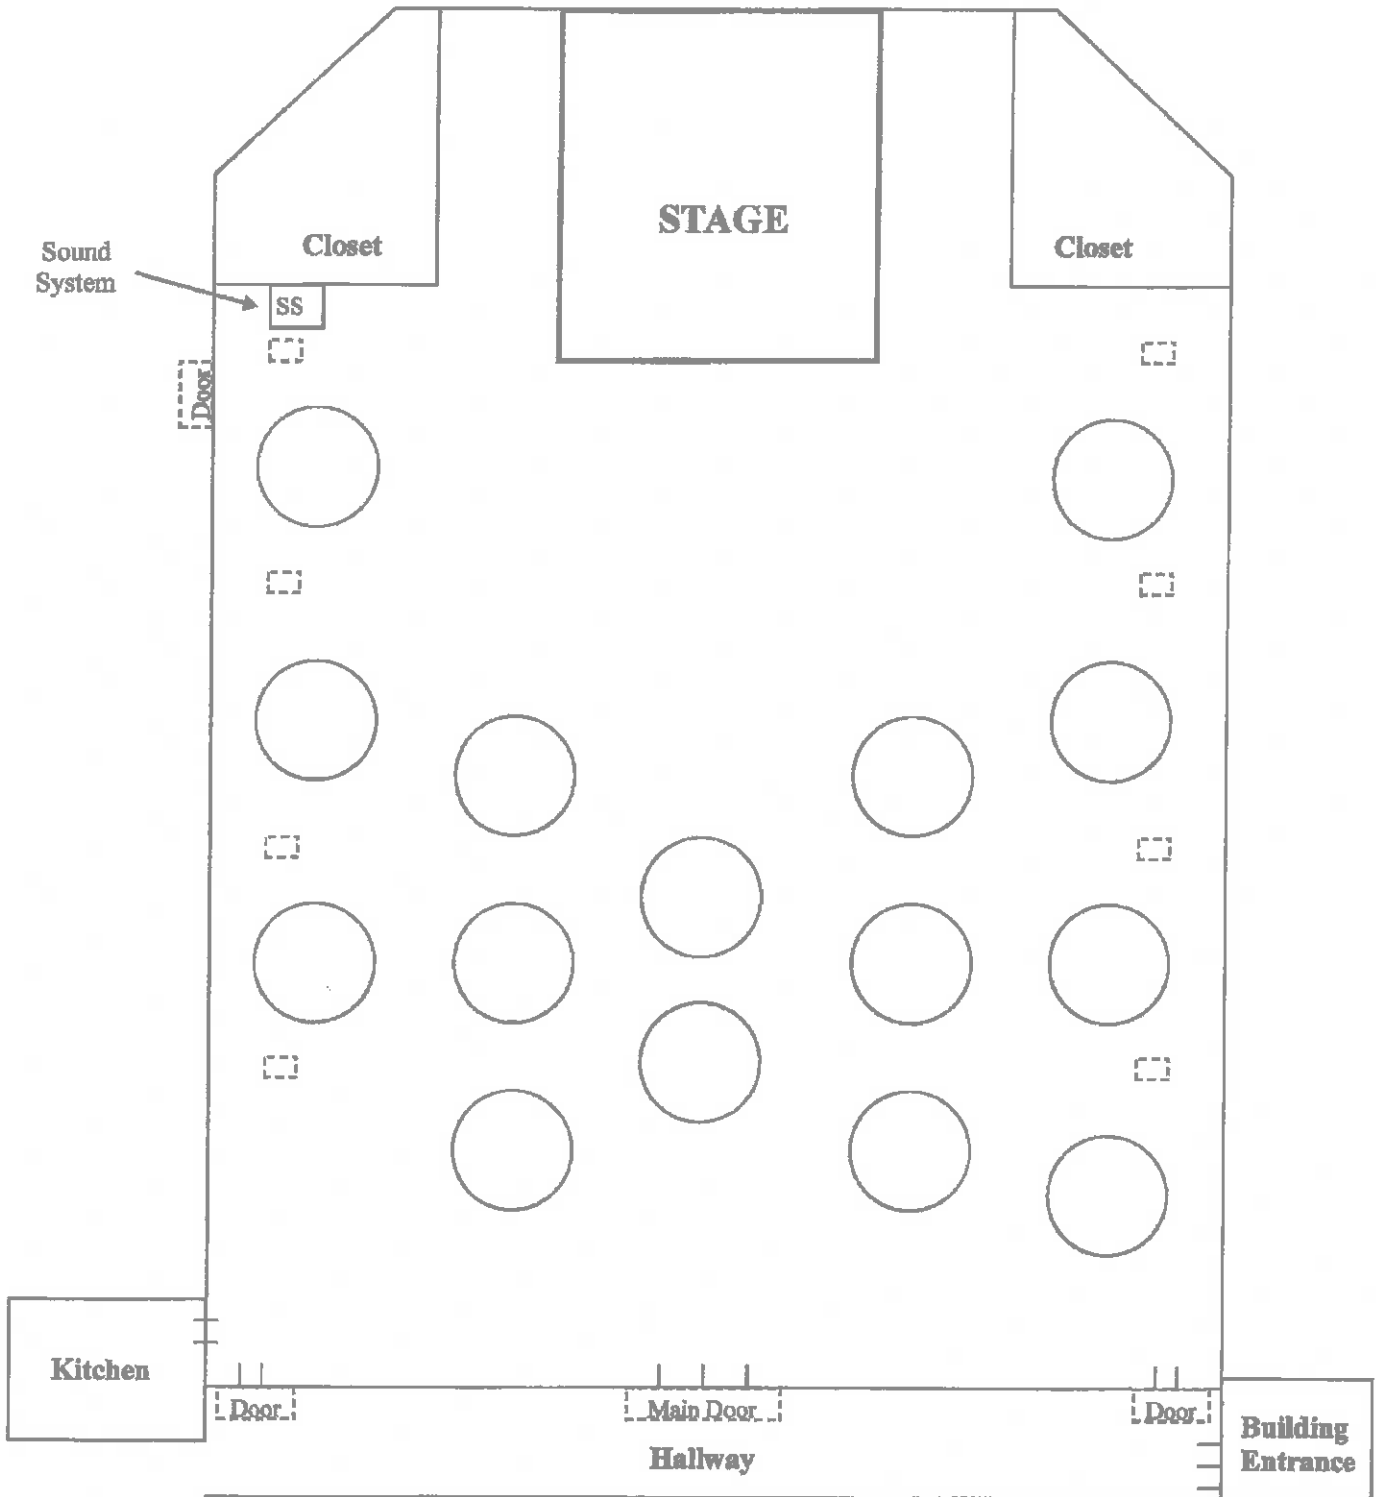 STAGE
Closet
Closet
Sound
System
SS
Door
Kitchen
Door
Main Door
Door
Hallway
Building
Entrance